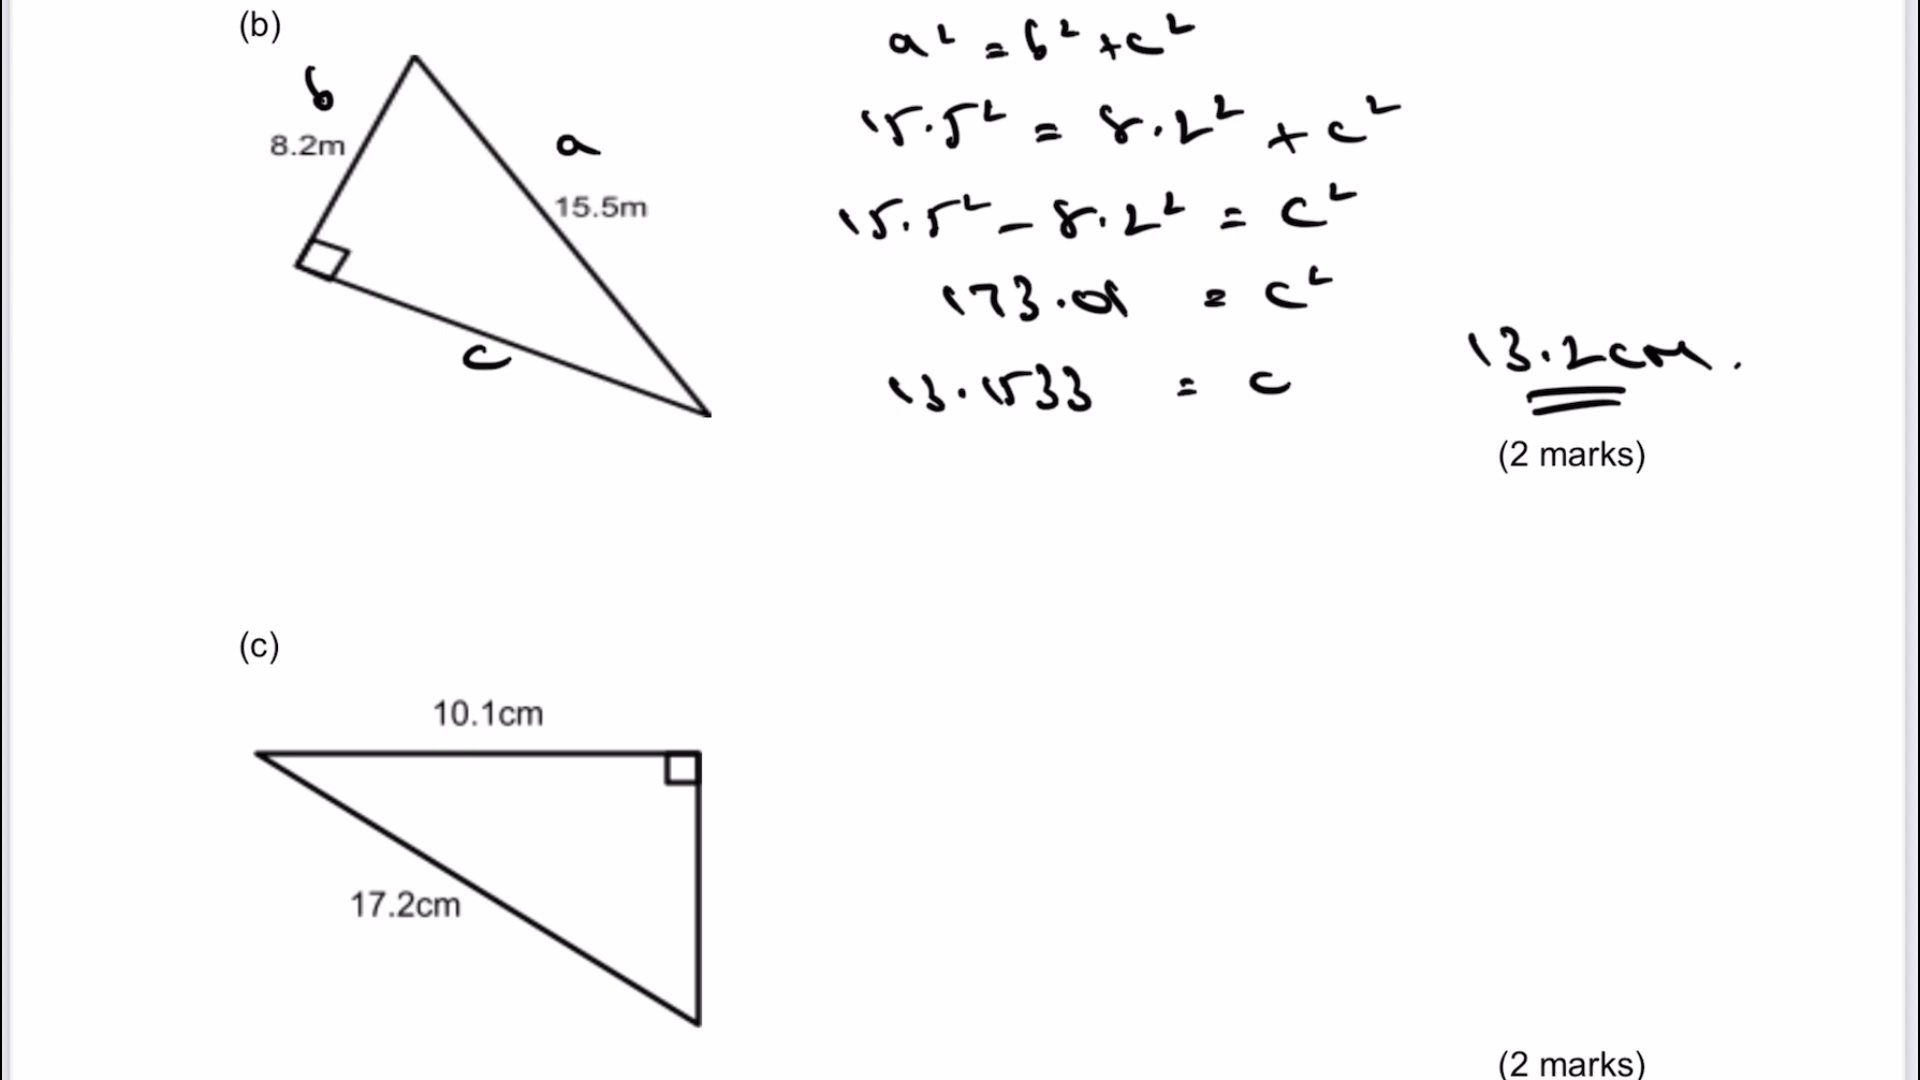 (b)
b
8.2m
a
15.5m
c
a² = b² + c²
15.5² = 8.2² + c²
15.5² - 8.2² = c²
173.01 = c²
13.1533 = c
13.2cm.
(2 marks)
(c)
10.1cm
17.2cm
(2 marks)